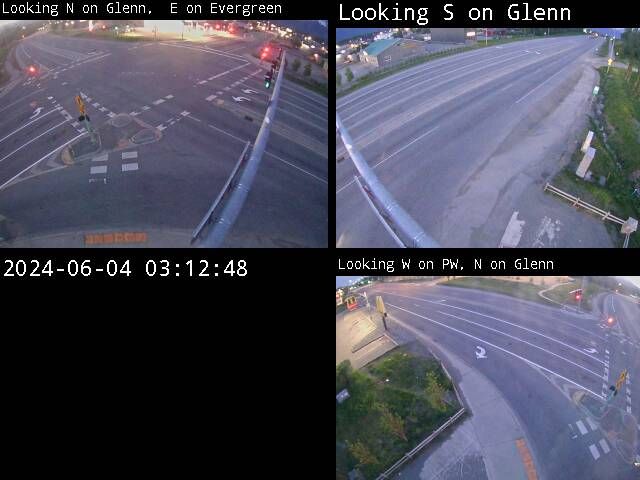 Looking N on Glenn,  E on Evergreen
Looking S on Glenn
2024-06-04 03:12:48
Looking W on PW, N on Glenn